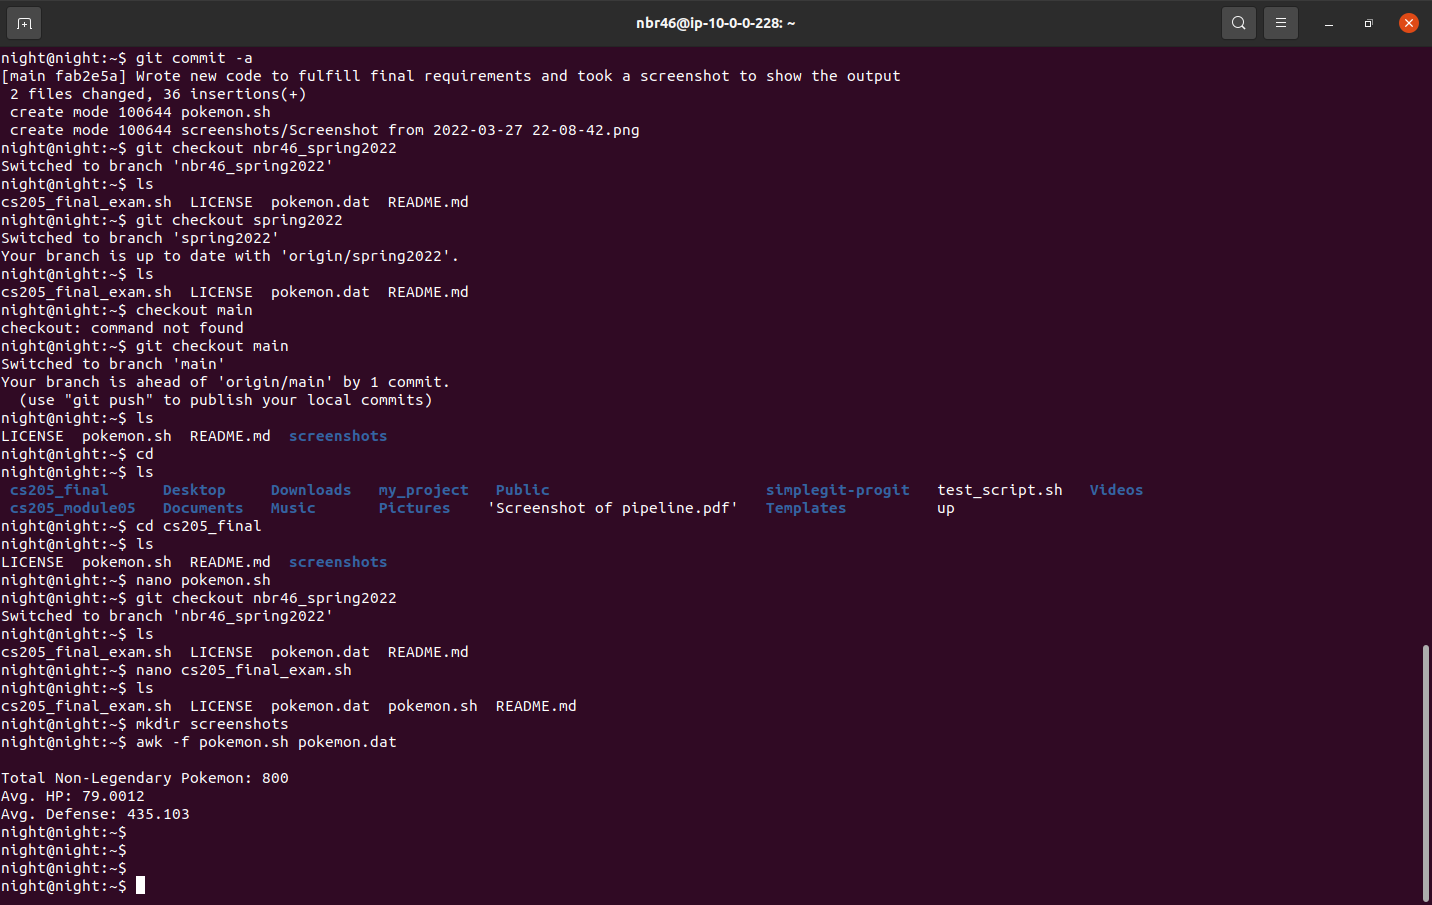 nbr46@ip-10-0-0-228: ~
night@night:~$ git commit -a
[main fab2e5a] Wrote new code to fulfill final requirements and took a screenshot to show the output
 2 files changed, 36 insertions(+)
 create mode 100644 pokemon.sh
 create mode 100644 screenshots/Screenshot from 2022-03-27 22-08-42.png
night@night:~$ git checkout nbr46_spring2022
Switched to branch 'nbr46_spring2022'
night@night:~$ ls
cs205_final_exam.sh  LICENSE  pokemon.dat  README.md
night@night:~$ git checkout spring2022
Switched to branch 'spring2022'
Your branch is up to date with 'origin/spring2022'.
night@night:~$ ls
cs205_final_exam.sh  LICENSE  pokemon.dat  README.md
night@night:~$ checkout main
checkout: command not found
night@night:~$ git checkout main
Switched to branch 'main'
Your branch is ahead of 'origin/main' by 1 commit.
  (use "git push" to publish your local commits)
night@night:~$ ls
LICENSE  pokemon.sh  README.md  screenshots
night@night:~$ cd
night@night:~$ ls
 cs205_final      Desktop     Downloads   my_project   Public                        simplegit-progit   test_script.sh   Videos
 cs205_module05   Documents   Music       Pictures    'Screenshot of pipeline.pdf'   Templates          up
night@night:~$ cd cs205_final
night@night:~$ ls
LICENSE  pokemon.sh  README.md  screenshots
night@night:~$ nano pokemon.sh
night@night:~$ git checkout nbr46_spring2022
Switched to branch 'nbr46_spring2022'
night@night:~$ ls
cs205_final_exam.sh  LICENSE  pokemon.dat  README.md
night@night:~$ nano cs205_final_exam.sh
night@night:~$ ls
cs205_final_exam.sh  LICENSE  pokemon.dat  pokemon.sh  README.md
night@night:~$ mkdir screenshots
night@night:~$ awk -f pokemon.sh pokemon.dat
Total Non-Legendary Pokemon: 800
Avg. HP: 79.0012
Avg. Defense: 435.103
night@night:~$
night@night:~$
night@night:~$
night@night:~$